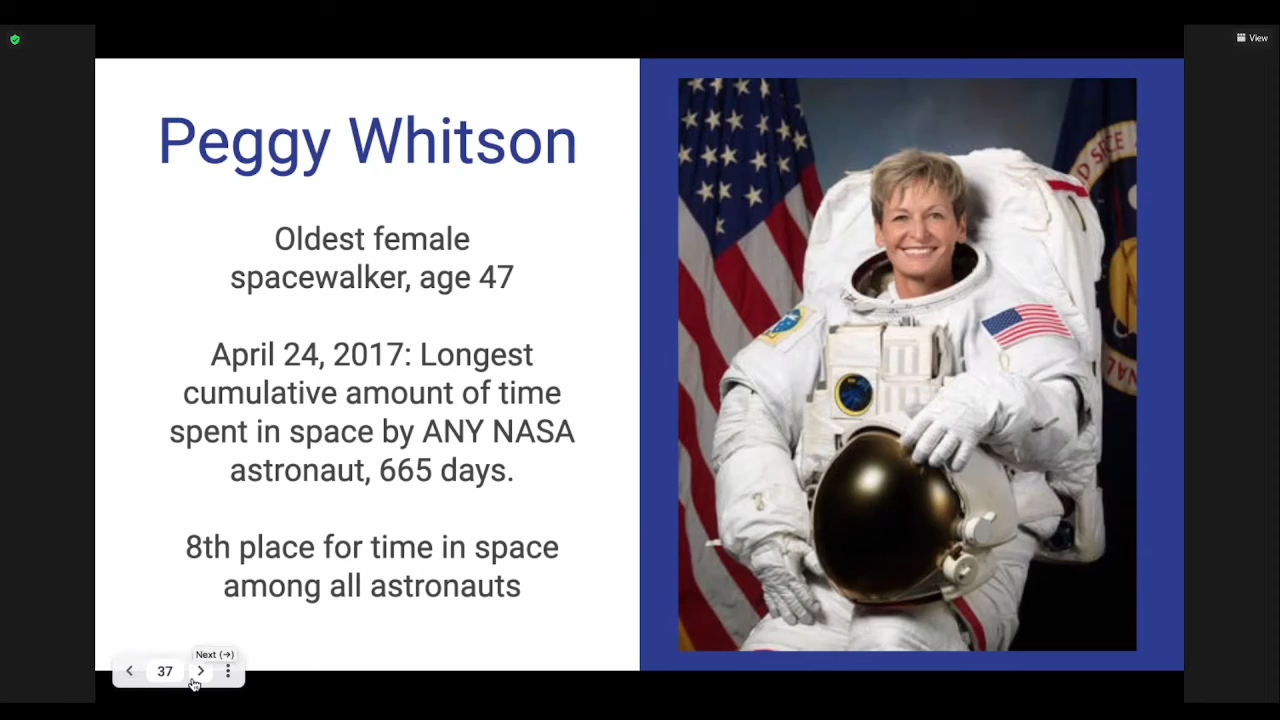 View
Peggy Whitson
Oldest female
spacewalker, age 47
April 24, 2017: Longest
cumulative amount of time
spent in space by ANY NASA
astronaut, 665 days.
8th place for time in space
among all astronauts
Next (→)
37